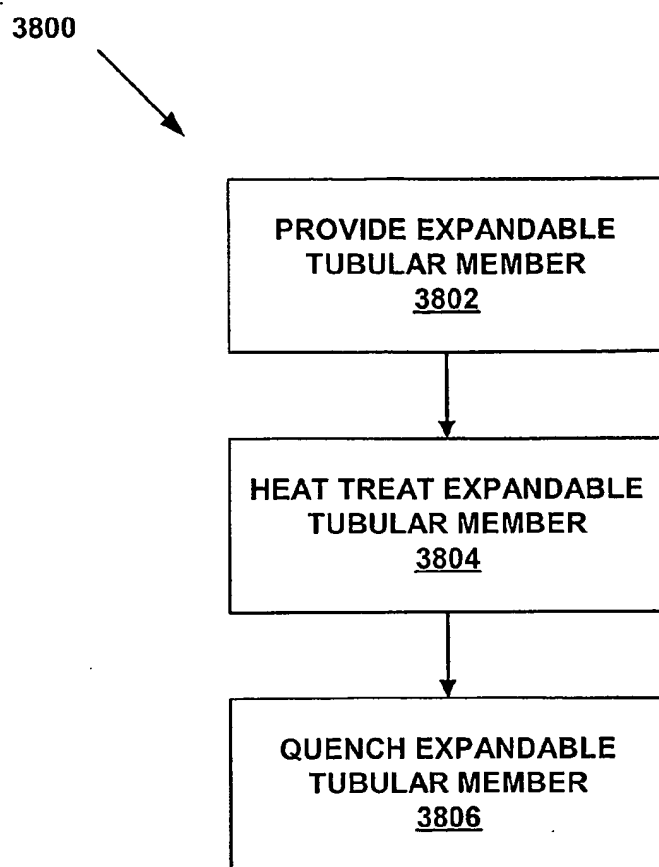 3800
PROVIDE EXPANDABLE
TUBULAR MEMBER
3802
HEAT TREAT EXPANDABLE
TUBULAR MEMBER
3804
QUENCH EXPANDABLE
TUBULAR MEMBER
3806